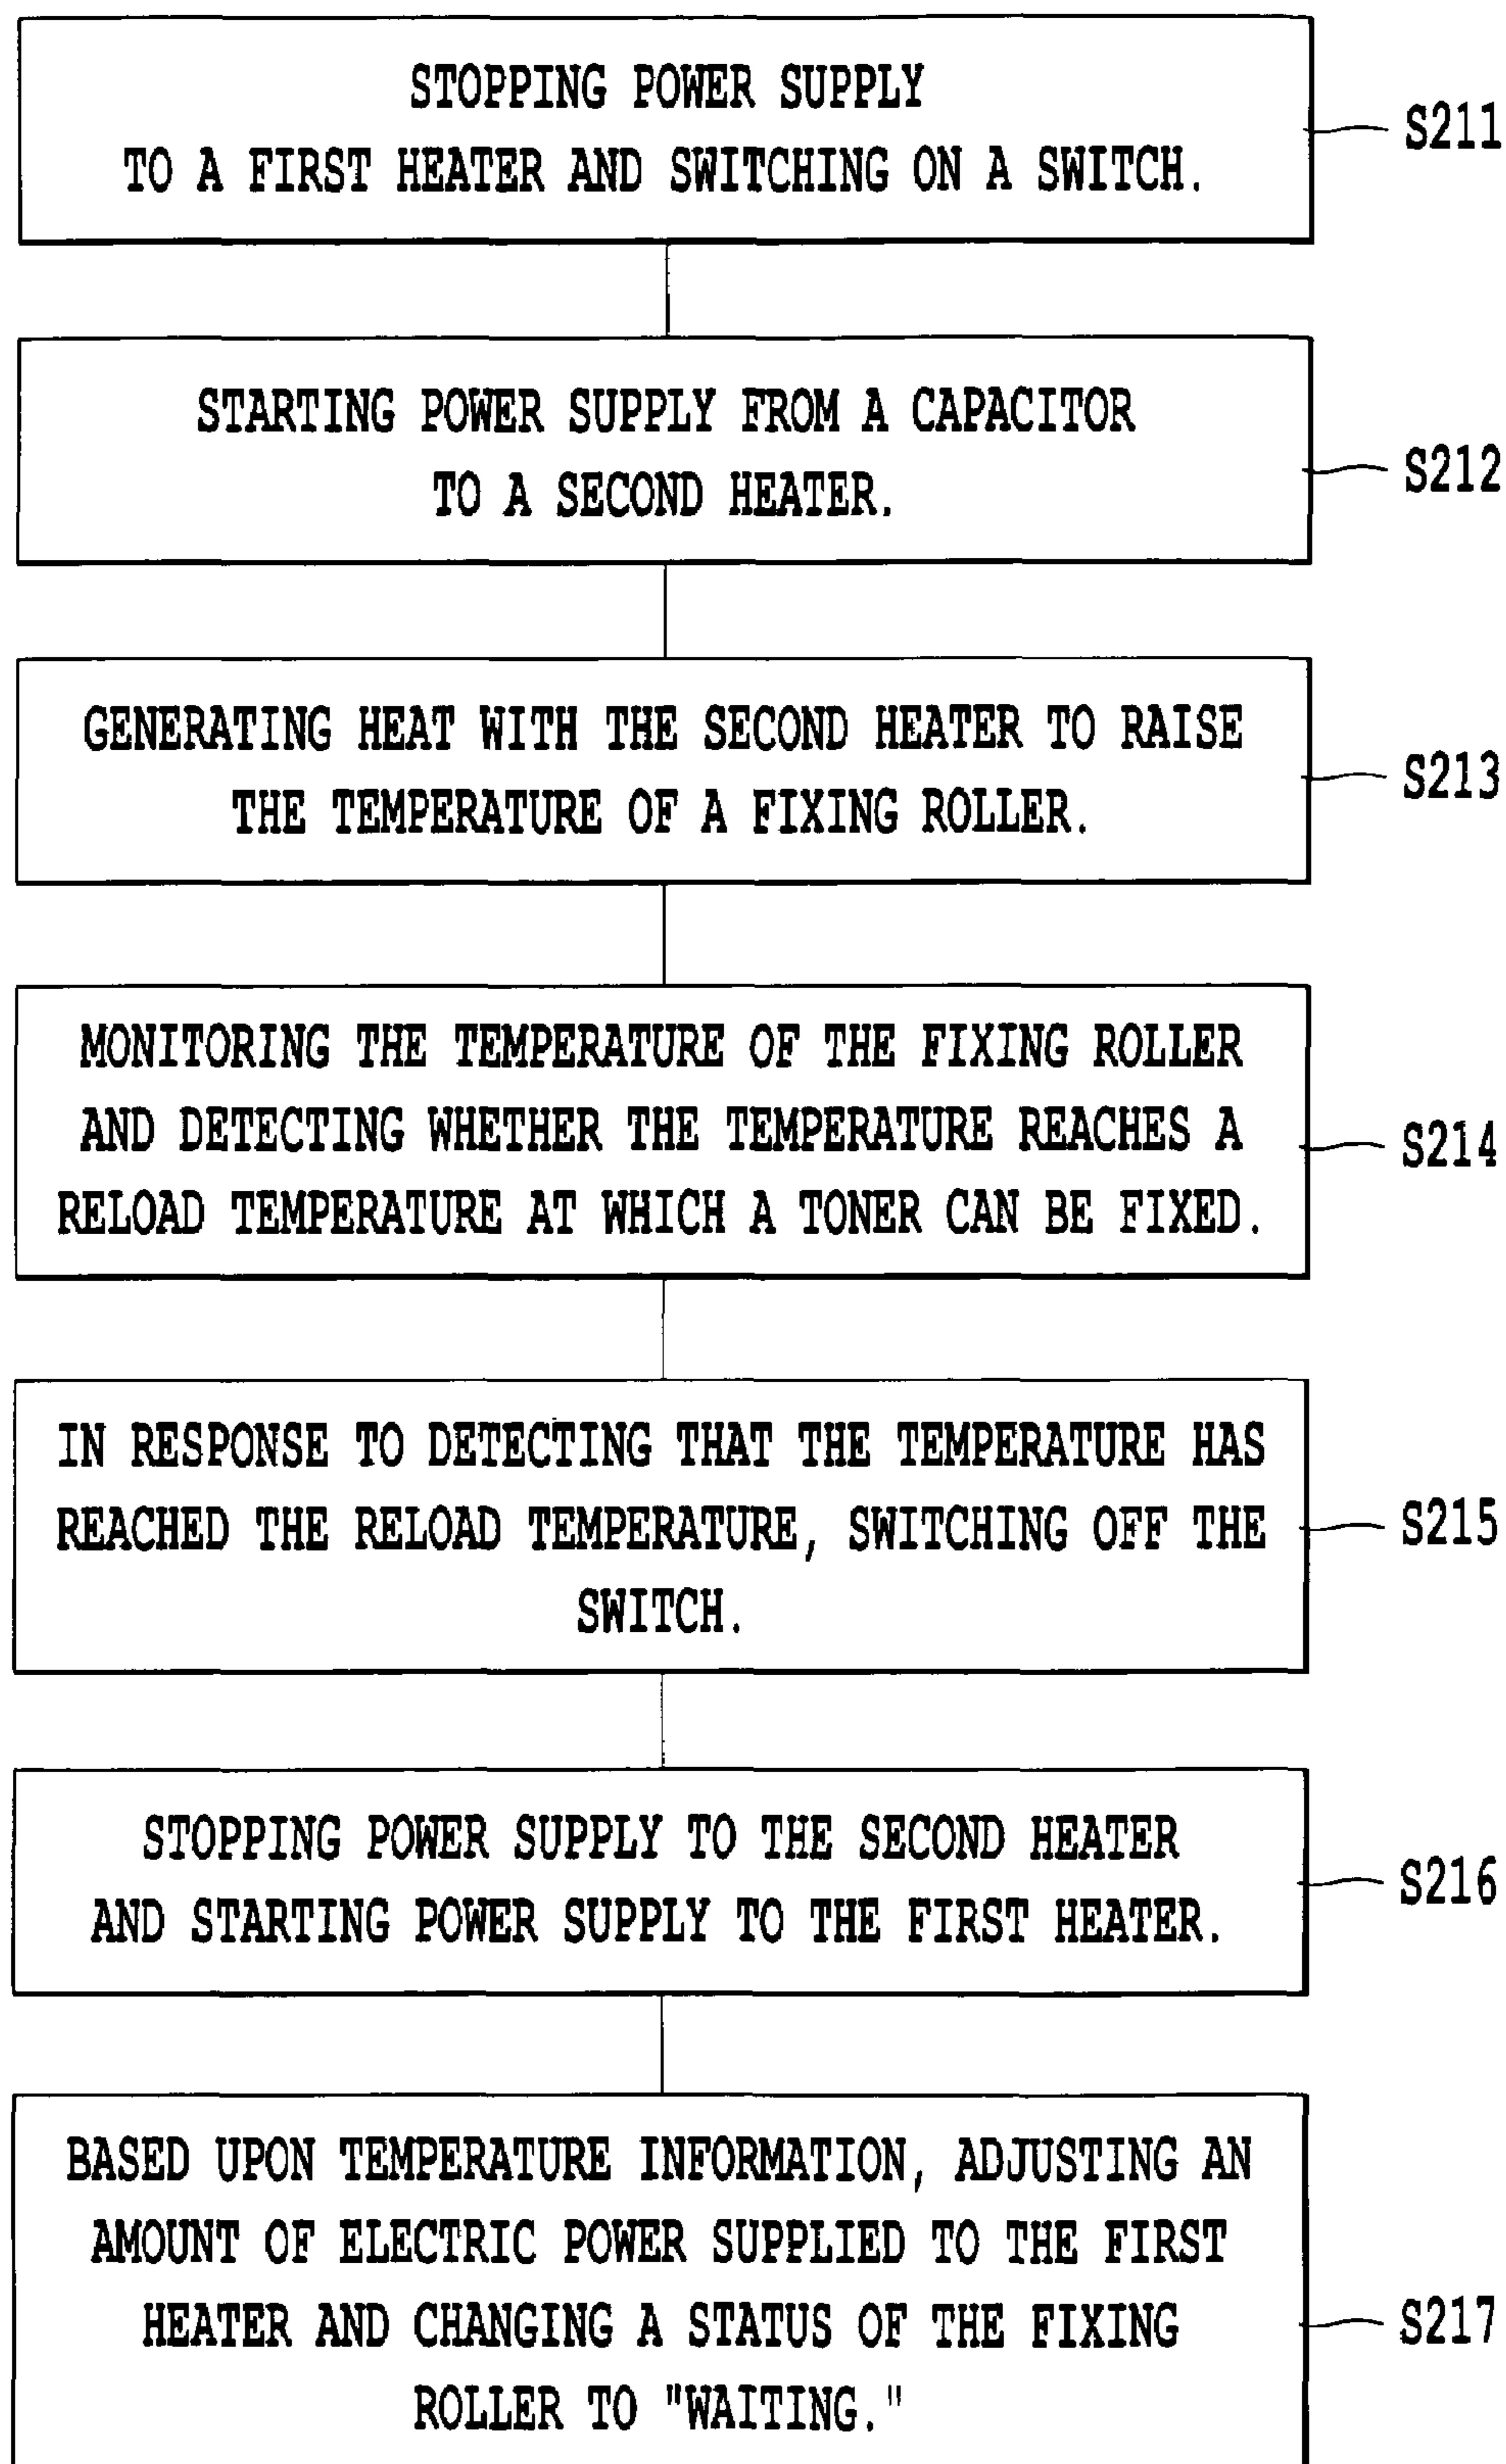 STOPPING POWER SUPPLY
TO A FIRST HEATER AND SWITCHING ON A SWITCH.
S211
STARTING POWER SUPPLY FROM A CAPACITOR
TO A SECOND HEATER.
S212
GENERATING HEAT WITH THE SECOND HEATER TO RAISE
THE TEMPERATURE OF A FIXING ROLLER.
S213
MONITORING THE TEMPERATURE OF THE FIXING ROLLER
AND DETECTING WHETHER THE TEMPERATURE REACHES A
RELOAD TEMPERATURE AT WHICH A TONER CAN BE FIXED.
S214
IN RESPONSE TO DETECTING THAT THE TEMPERATURE HAS
REACHED THE RELOAD TEMPERATURE, SWITCHING OFF THE
SWITCH.
S215
STOPPING POWER SUPPLY TO THE SECOND HEATER
AND STARTING POWER SUPPLY TO THE FIRST HEATER.
S216
BASED UPON TEMPERATURE INFORMATION, ADJUSTING AN
AMOUNT OF ELECTRIC POWER SUPPLIED TO THE FIRST
HEATER AND CHANGING A STATUS OF THE FIXING
ROLLER TO "WAITING."
S217